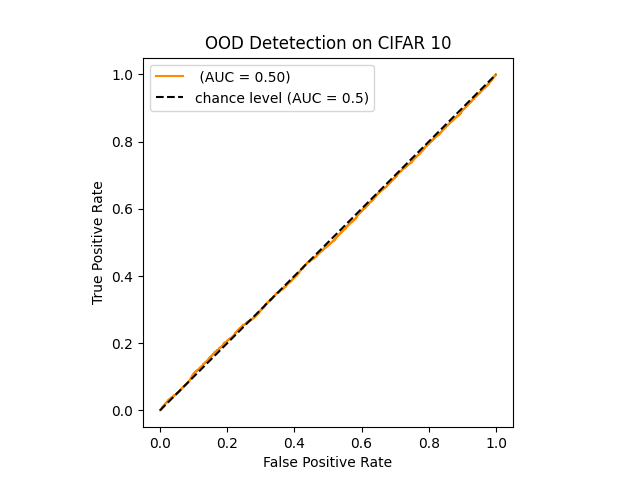 OOD Detetection on CIFAR 10
(AUC = 0.50)
chance level (AUC = 0.5)
True Positive Rate
1.0
0.8
0.6
0.4
0.2
0.0
0.0 0.2 0.4 0.6 0.8 1.0
False Positive Rate